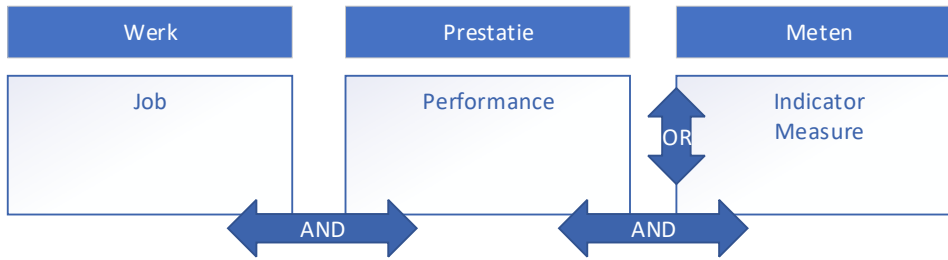 Werk
Prestatie
Meten
Job
Performance
Indicator
Measure
OR
AND
AND